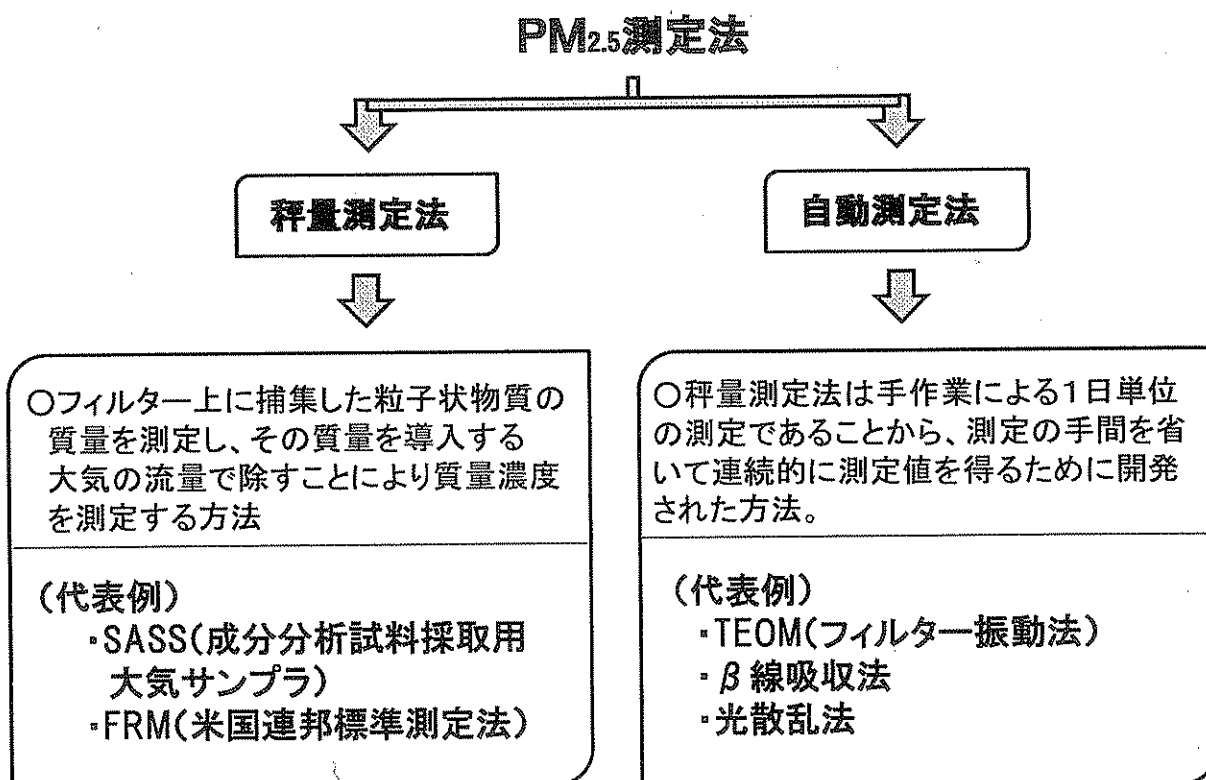 PM2.5測定法
秤量測定法
自動測定法
○フィルター上に捕集した粒子状物質の
質量を測定し、その質量を導入する
大気の流量で除すことにより質量濃度
を測定する方法
(代表例)
・SASS(成分分析試料採取用
大気サンプラ)
・FRM(米国連邦標準測定法)
○秤量測定法は手作業による1日単位
の測定であることから、測定の手間を省
いて連続的に測定値を得るために開発
された方法。
(代表例)
・TEOM(フィルター振動法)
・β線吸収法
・光散乱法